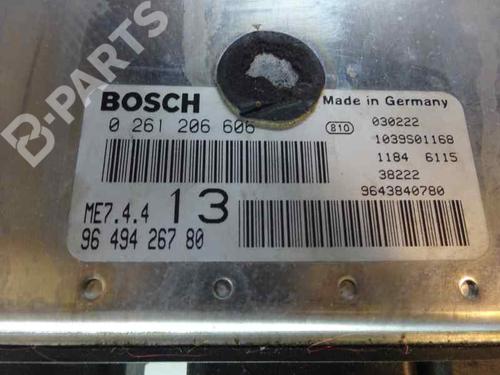 B-PARTS
BOSCH
Made in Germany
0 261 206 606
810
030222
1039S01168
1184 6115
38222
9643840780
ME7.4.4 13
96 494 267 80